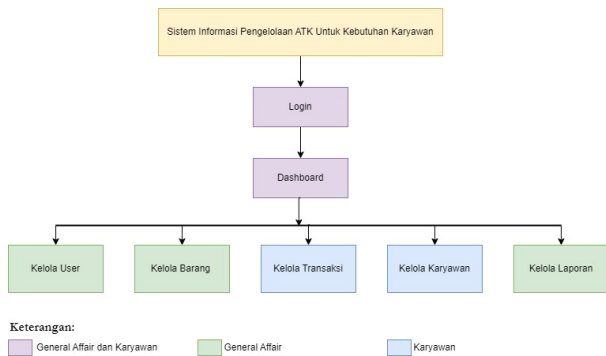 Sistem Informasi Pengelolaan ATK Untuk Kebutuhan Karyawan
Login
Dashboard
Kelola User
Kelola Barang
Kelola Transaksi
Kelola Karyawan
Kelola Laporan
Keterangan:
General Affair dan Karyawan
General Affair
Karyawan